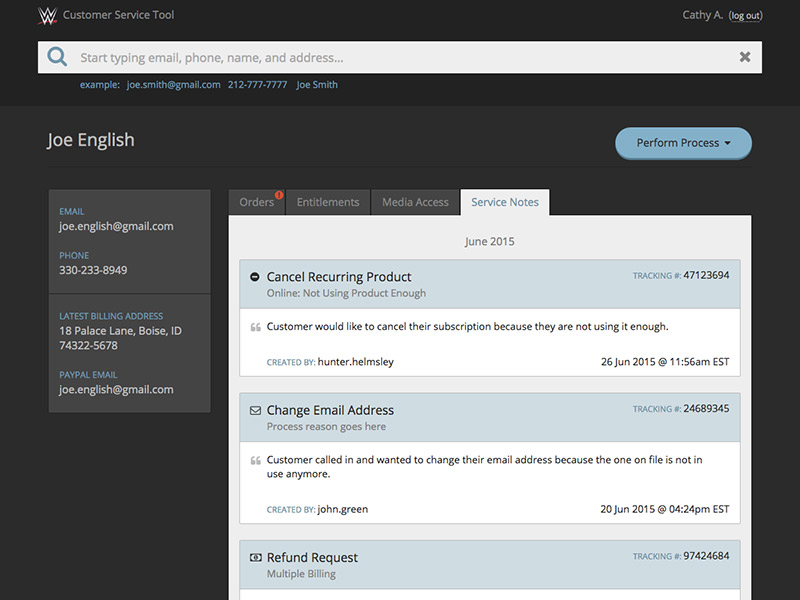 W Customer Service Tool
Cathy A. (log out)
Start typing email, phone, name, and address...
example: joe.smith@gmail.com 212-777-7777 Joe Smith
Joe English
Perform Process
EMAIL
joe.english@gmail.com
PHONE
330-233-8949
LATEST BILLING ADDRESS
18 Palace Lane, Boise, ID
74322-5678
PAYPAL EMAIL
joe.english@gmail.com
Orders ! Entitlements Media Access Service Notes
June 2015
Cancel Recurring Product
TRACKING #: 47123694
Online: Not Using Product Enough
Customer would like to cancel their subscription because they are not using it enough.
CREATED BY: hunter.helmsley
26 Jun 2015 @ 11:56am EST
Change Email Address
TRACKING #: 24689345
Process reason goes here
Customer called in and wanted to change their email address because the one on file is not in
use anymore.
CREATED BY: john.green
20 Jun 2015 @ 04:24pm EST
Refund Request
TRACKING #: 97424684
Multiple Billing